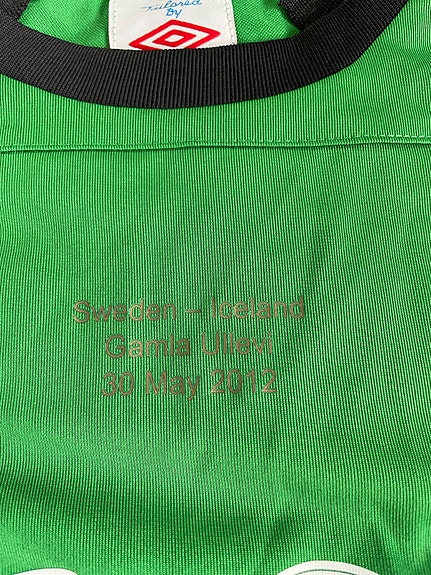 Tailored
By
Sweden – Iceland
Gamla Ullevi
30 May 2012